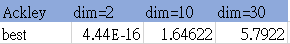 Ackley dim=2 dim=10 dim=30
best 4.44E-16 1.64622 5.7922